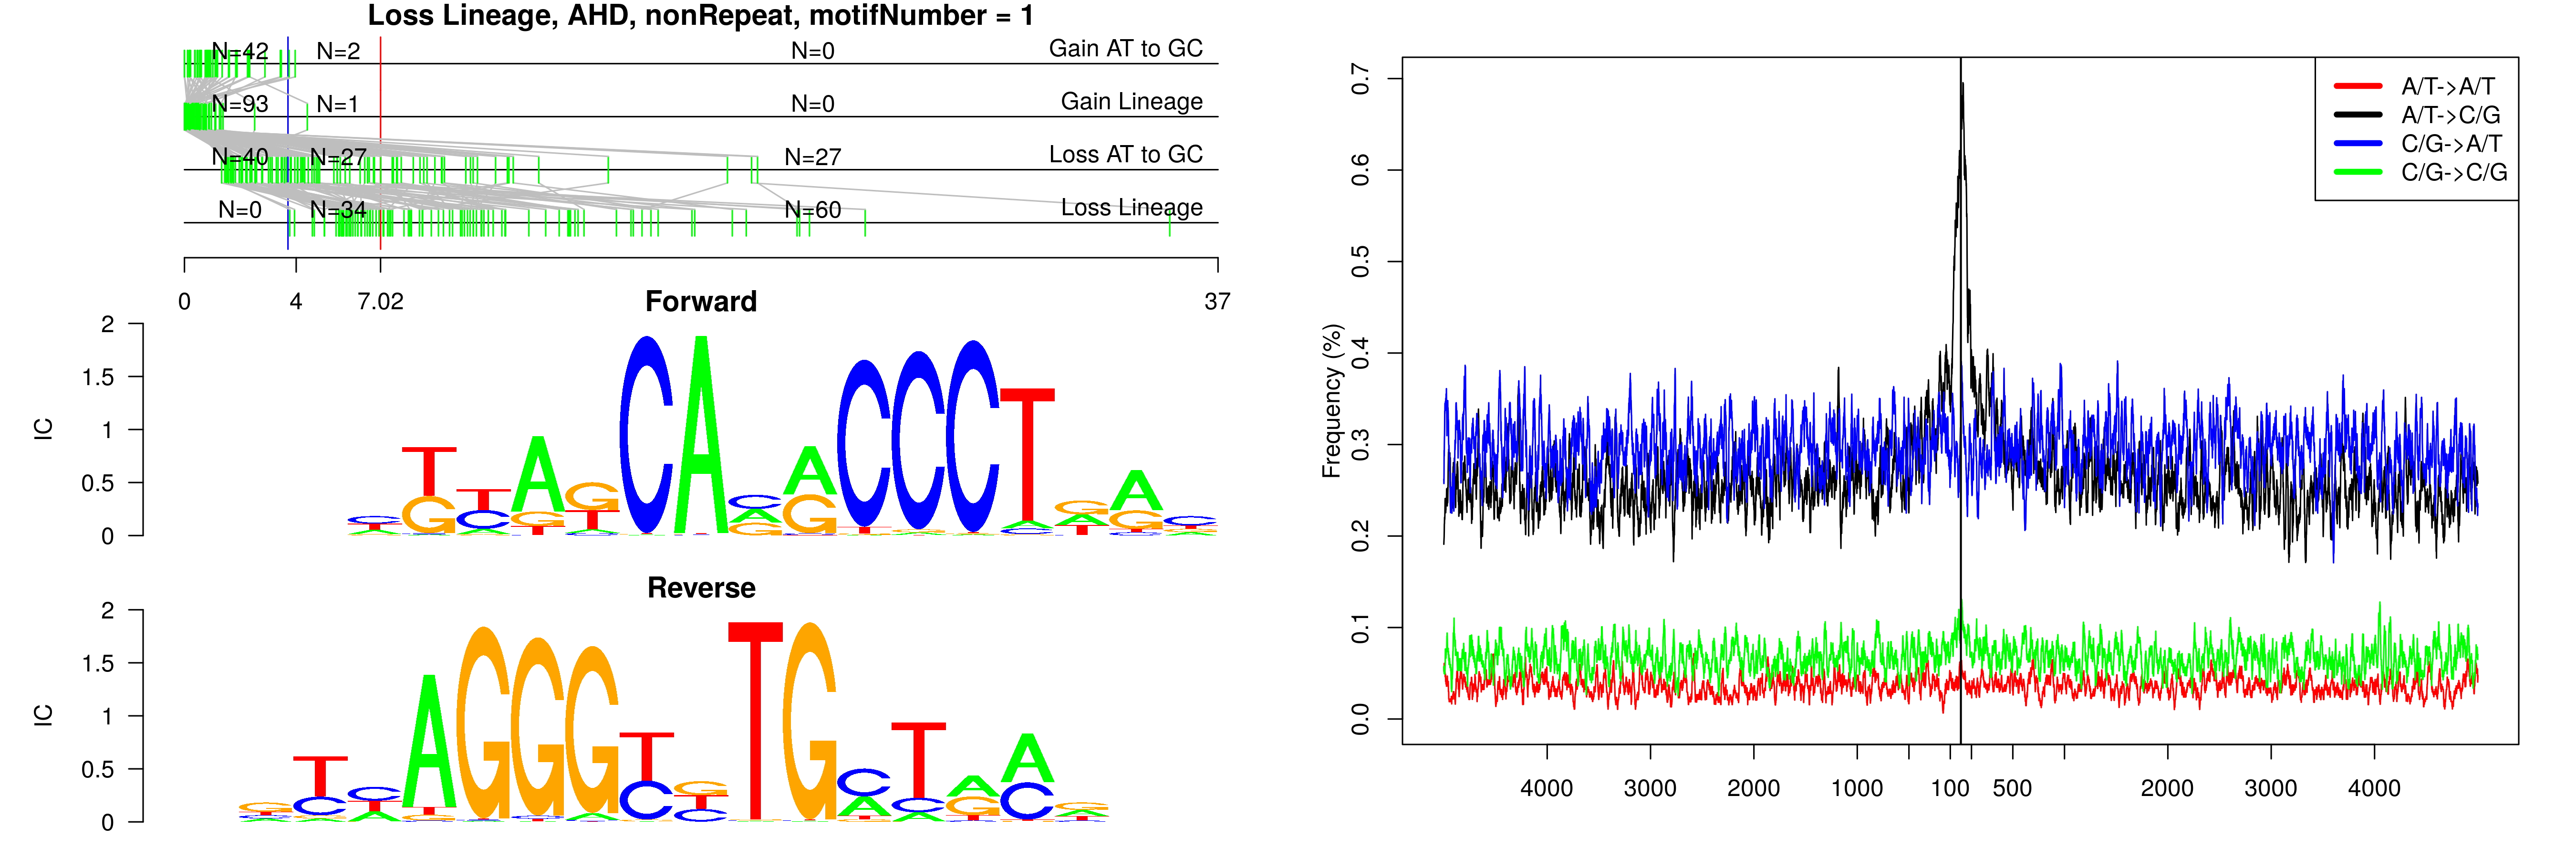 Loss Lineage, AHD, nonRepeat, motifNumber = 1
N=42 N=2 N=0 Gain AT to GC
N=93 N=1 N=0 Gain Lineage
N=40 N=27 N=27 Loss AT to GC
N=0 N=34 N=60 Loss Lineage
0 4 7.02 37
Forward
2
1.5
1
0.5
0
IC
Reverse
2
1.5
1
0.5
0
IC
A/T->A/T
A/T->C/G
C/G->A/T
C/G->C/G
0.7
0.6
0.5
0.4
0.3
0.2
0.1
0.0
Frequency (%)
4000 3000 2000 1000 100 500 2000 3000 4000